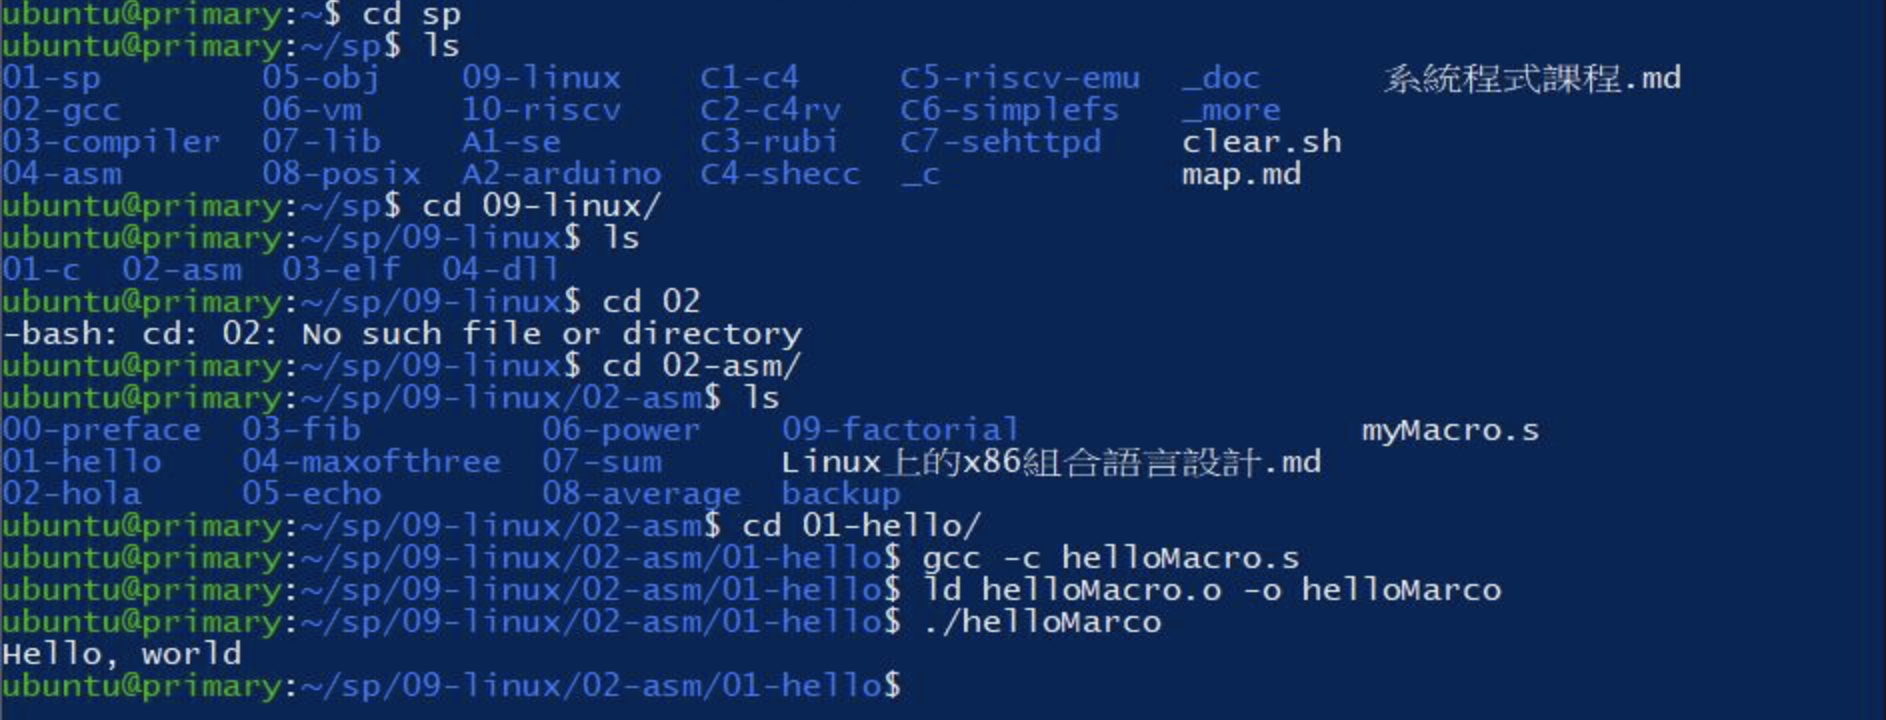 ubuntu@primary:~$ cd sp
ubuntu@primary:~/sp$ ls
01-sp 05-obj 09-linux C1-c4 C5-riscv-emu _doc 系統程式課程.md
02-gcc 06-vm 10-riscv C2-c4rv C6-simplefs _more
03-compiler 07-lib A1-se C3-rubi C7-sehttpd clear.sh
04-asm 08-posix A2-arduino C4-shecc _c map.md
ubuntu@primary:~/sp$ cd 09-linux/
ubuntu@primary:~/sp/09-linux$ ls
01-c 02-asm 03-elf 04-dll
ubuntu@primary:~/sp/09-linux$ cd 02
-bash: cd: 02: No such file or directory
ubuntu@primary:~/sp/09-linux$ cd 02-asm/
ubuntu@primary:~/sp/09-linux/02-asm$ ls
00-preface 03-fib 06-power 09-factorial myMacro.s
01-hello 04-maxofthree 07-sum Linux上的x86組合語言設計.md
02-hola 05-echo 08-average backup
ubuntu@primary:~/sp/09-linux/02-asm$ cd 01-hello/
ubuntu@primary:~/sp/09-linux/02-asm/01-hello$ gcc -c helloMacro.s
ubuntu@primary:~/sp/09-linux/02-asm/01-hello$ ld helloMacro.o -o helloMarco
ubuntu@primary:~/sp/09-linux/02-asm/01-hello$ ./helloMarco
Hello, world
ubuntu@primary:~/sp/09-linux/02-asm/01-hello$